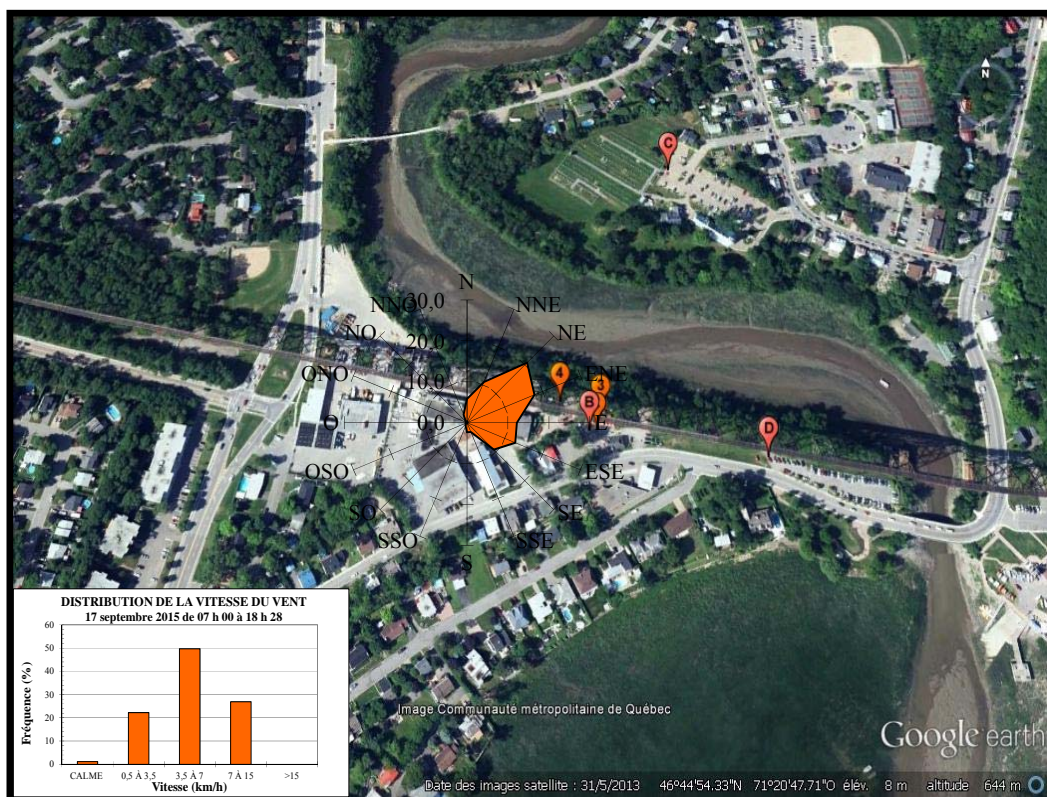 C
N
N
30,0
NNO
NNE
20,0
NO
NE
10,0
ONO
ENE
4
3
B
0,0
O
E
D
OSO
ESE
SO
SE
SSO
SSE
S
DISTRIBUTION DE LA VITESSE DU VENT
17 septembre 2015 de 07 h 00 à 18 h 28
Fréquence (%)
60
50
40
30
20
10
0
CALME
0,5 À 3,5
3,5 À 7
7 À 15
>15
Vitesse (km/h)
Image Communauté métropolitaine de Québec
Google earth
Date des images satellite : 31/5/2013 46°44'54.33"N 71°20'47.71"O élév. 8 m altitude 644 m